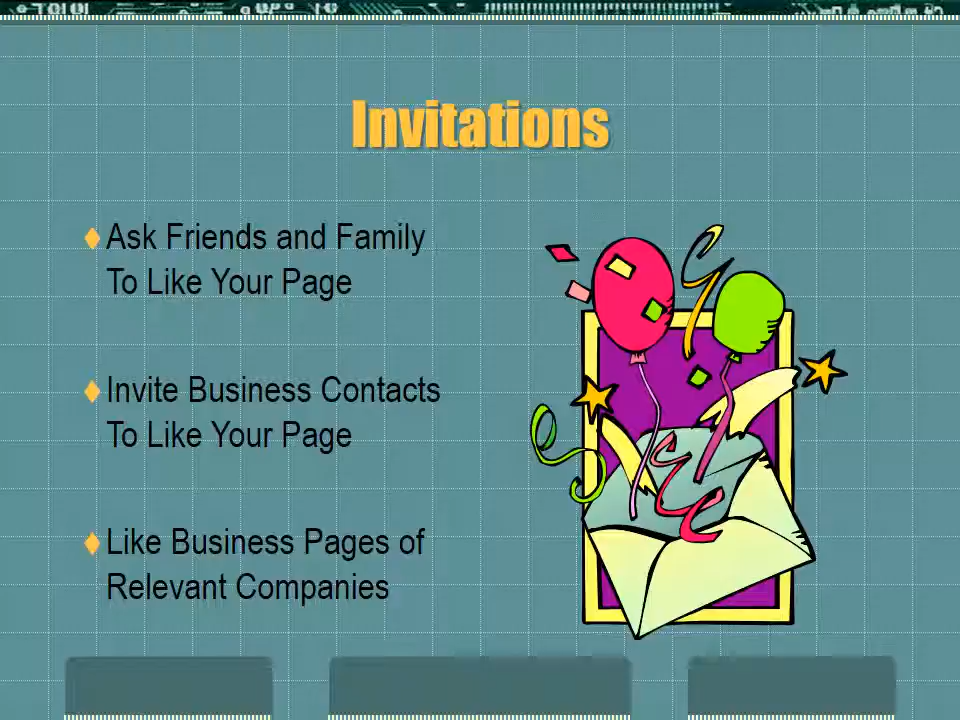 Invitations
Ask Friends and Family
To Like Your Page
Invite Business Contacts
To Like Your Page
Like Business Pages of
Relevant Companies